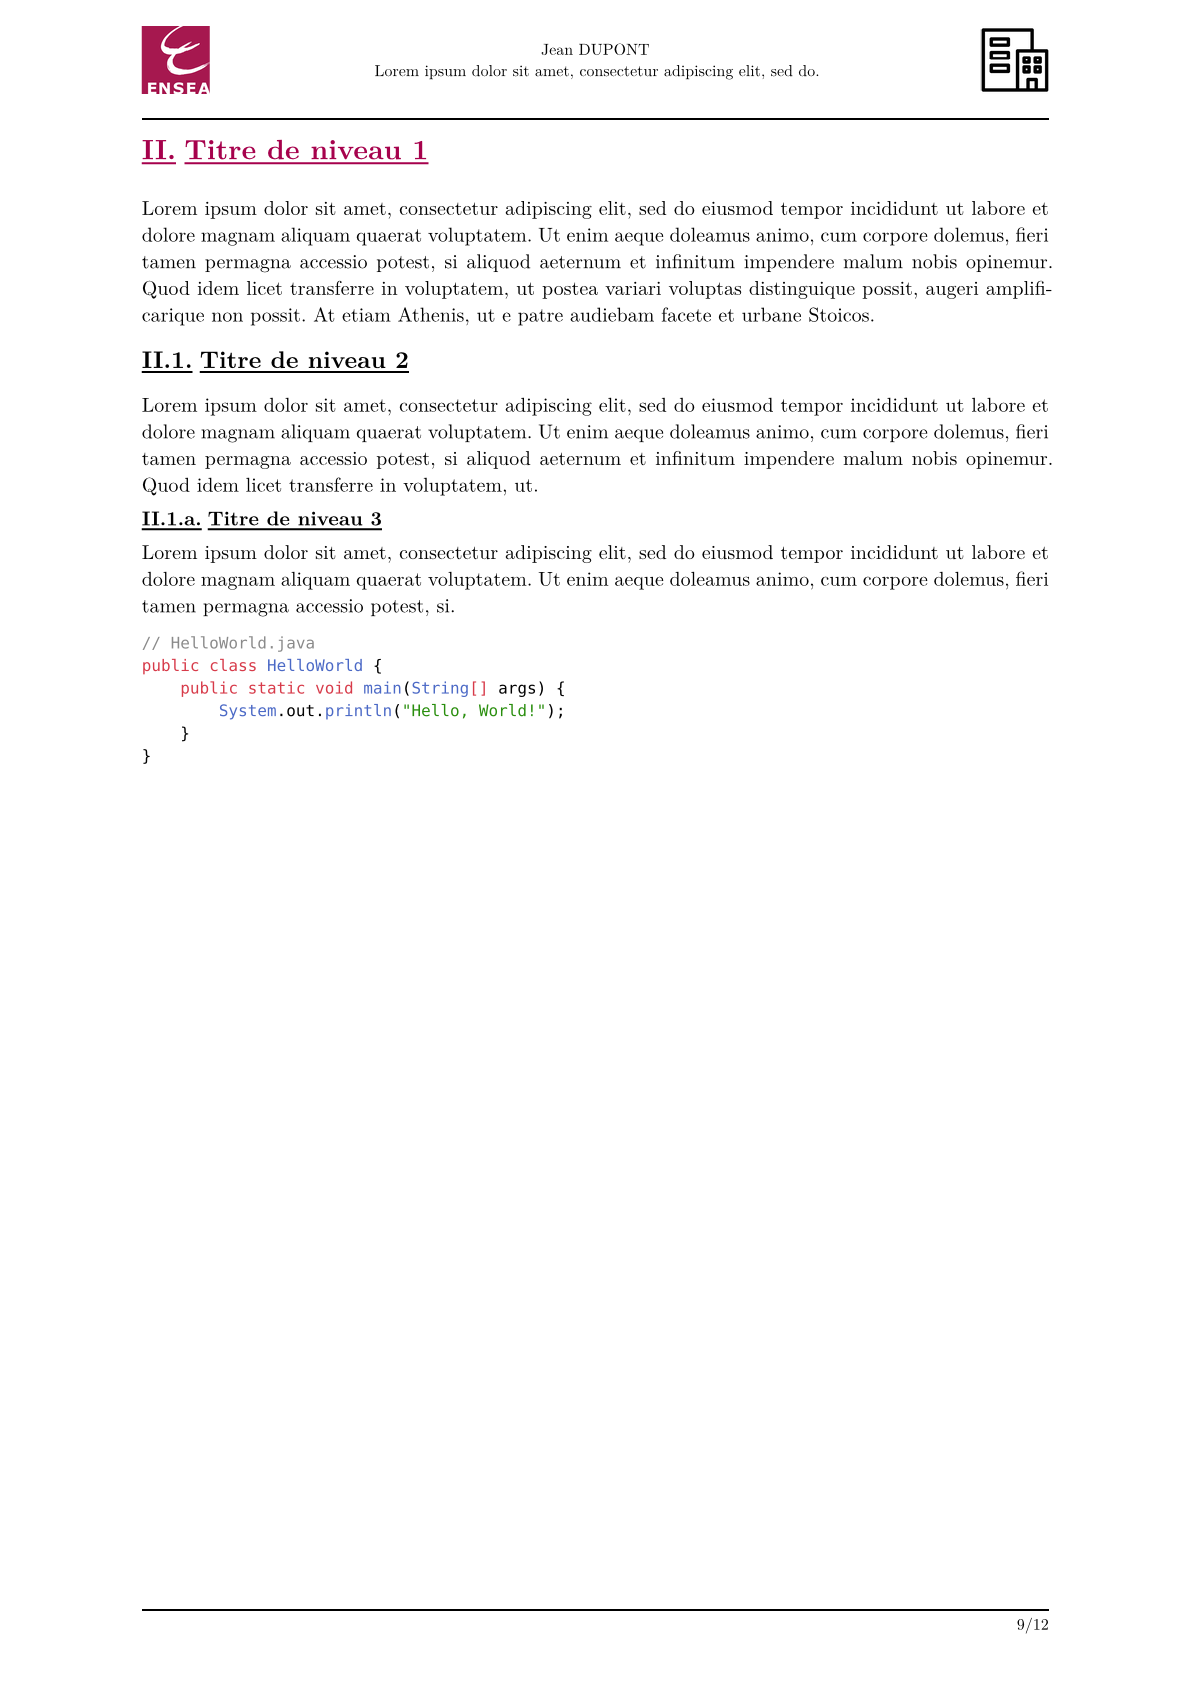 ENSEA
Jean DUPONT
Lorem ipsum dolor sit amet, consectetur adipiscing elit, sed do.
II. Titre de niveau 1
Lorem ipsum dolor sit amet, consectetur adipiscing elit, sed do eiusmod tempor incididunt ut labore et
dolore magnam aliquam quaerat voluptatem. Ut enim aeque doleamus animo, cum corpore dolemus, fieri
tamen permagna accessio potest, si aliquod aeternum et infinitum impendere malum nobis opinemur.
Quod idem licet transferre in voluptatem, ut postea variari voluptas distinguique possit, augeri amplifi-
carique non possit. At etiam Athenis, ut e patre audiebam facete et urbane Stoicos.
II.1. Titre de niveau 2
Lorem ipsum dolor sit amet, consectetur adipiscing elit, sed do eiusmod tempor incididunt ut labore et
dolore magnam aliquam quaerat voluptatem. Ut enim aeque doleamus animo, cum corpore dolemus, fieri
tamen permagna accessio potest, si aliquod aeternum et infinitum impendere malum nobis opinemur.
Quod idem licet transferre in voluptatem, ut.
II.1.a. Titre de niveau 3
Lorem ipsum dolor sit amet, consectetur adipiscing elit, sed do eiusmod tempor incididunt ut labore et
dolore magnam aliquam quaerat voluptatem. Ut enim aeque doleamus animo, cum corpore dolemus, fieri
tamen permagna accessio potest, si.
// HelloWorld.java
public class HelloWorld {
    public static void main(String[] args) {
        System.out.println("Hello, World!");
    }
}
9/12